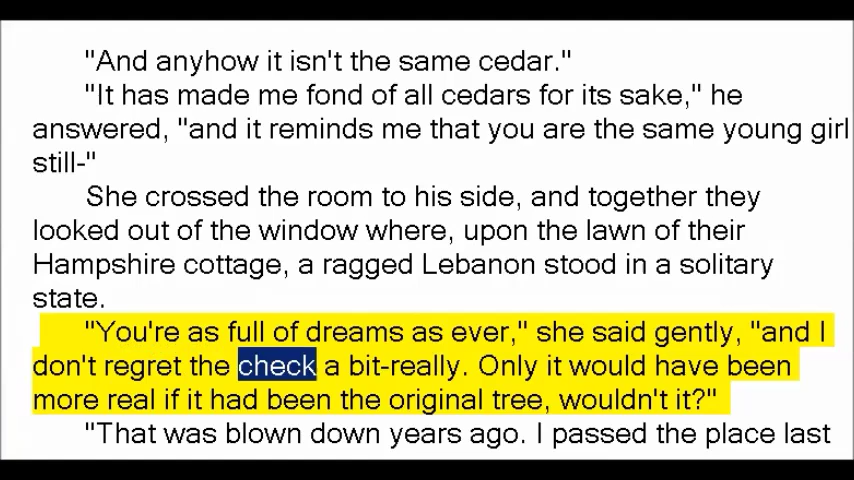 "And anyhow it isn't the same cedar."
"It has made me fond of all cedars for its sake," he
answered, "and it reminds me that you are the same young girl
still-"
She crossed the room to his side, and together they
looked out of the window where, upon the lawn of their
Hampshire cottage, a ragged Lebanon stood in a solitary
state.
"You're as full of dreams as ever," she said gently, "and I
don't regret the check a bit-really. Only it would have been
more real if it had been the original tree, wouldn't it?"
"That was blown down years ago. I passed the place last